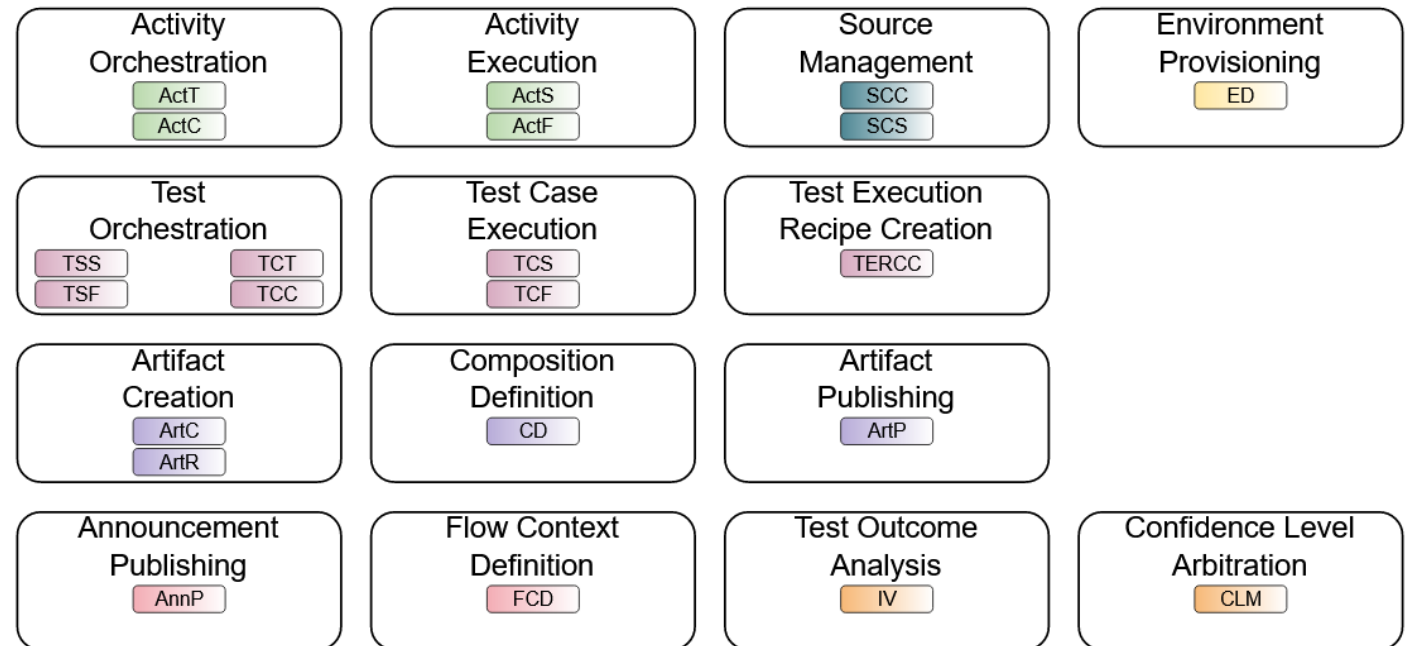 Activity
Orchestration
ActT
ActC
Activity
Execution
ActS
ActF
Source
Management
SCC
SCS
Environment
Provisioning
ED
Test
Orchestration
TSS
TCT
TSF
TCC
Test Case
Execution
TCS
TCF
Test Execution
Recipe Creation
TERCC
Artifact
Creation
ArtC
ArtR
Composition
Definition
CD
Artifact
Publishing
ArtP
Announcement
Publishing
AnnP
Flow Context
Definition
FCD
Test Outcome
Analysis
IV
Confidence Level
Arbitration
CLM